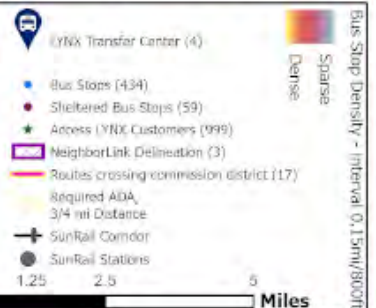 LYNX Transfer Center (4)
Bus Stops (434)
Sheltered Bus Stops (59)
Access LYNX Customers (999)
NeighborLink Delineation (3)
Routes crossing commission district (17)
Required ADA,
3/4 mi Distance
SunRail Corridor
SunRail Stations
1.25 2.5 5
Miles
Dense
Sparse
Bus Stop Density - Interval 0.15mi/800ft